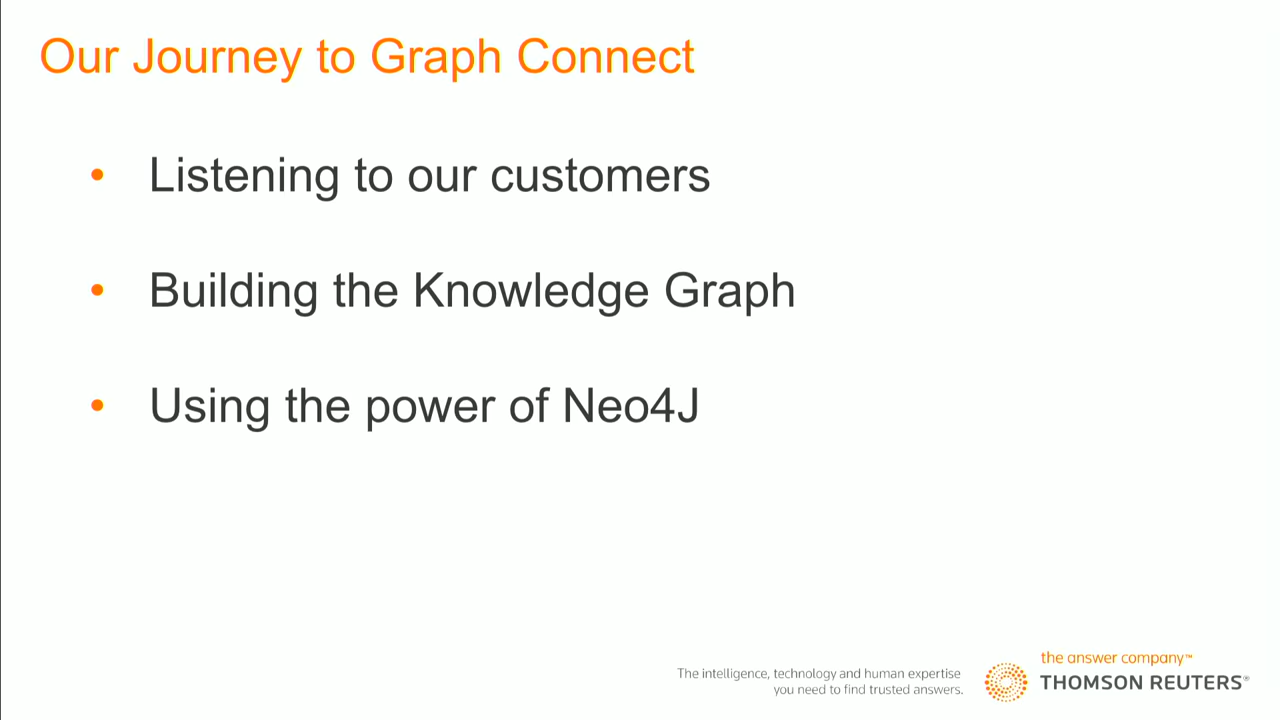 Our Journey to Graph Connect
• Listening to our customers
• Building the Knowledge Graph
• Using the power of Neo4J
The intelligence, technology and human expertise
you need to find trusted answers.
the answer company™
THOMSON REUTERS®